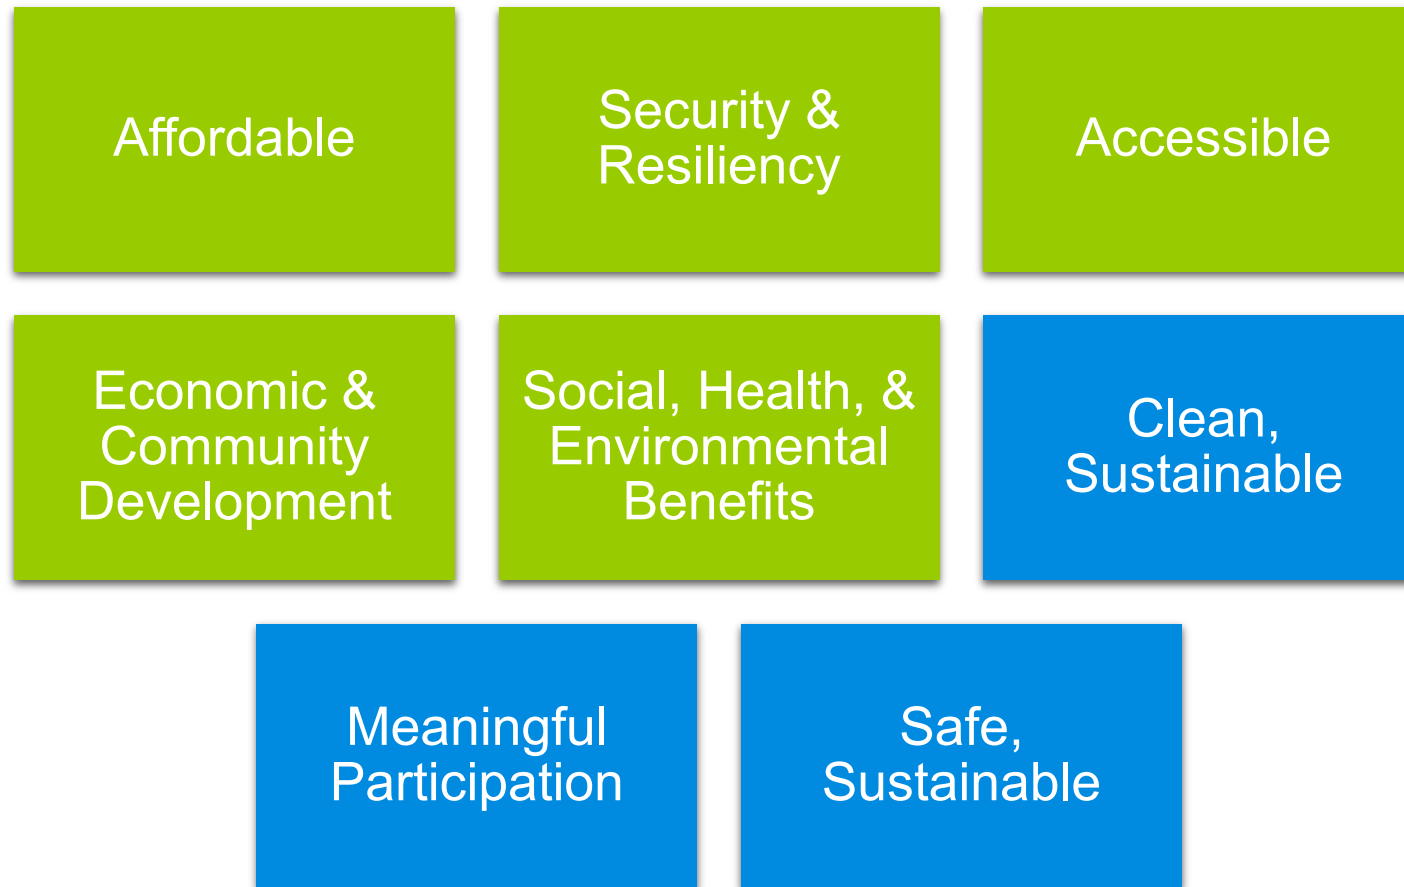 Affordable
Security &
Resiliency
Accessible
Economic &
Community
Development
Social, Health, &
Environmental
Benefits
Clean,
Sustainable
Meaningful
Participation
Safe,
Sustainable